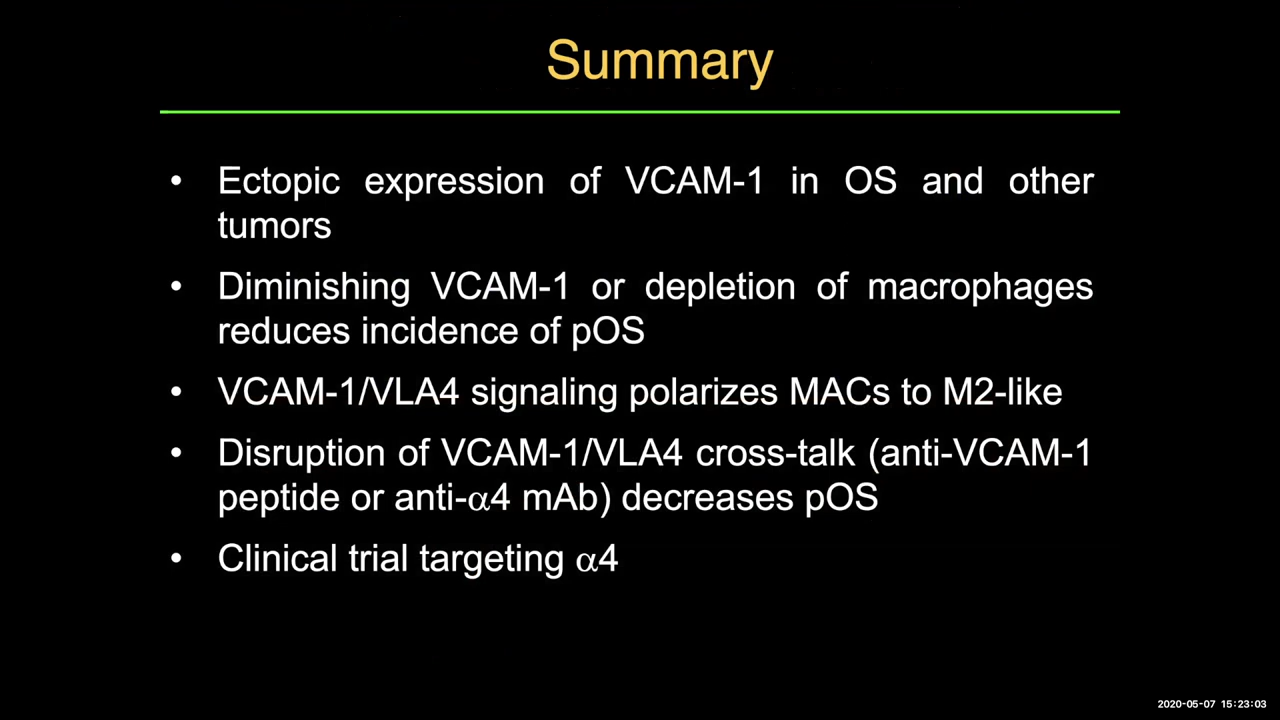 Summary
• Ectopic expression of VCAM-1 in OS and other
tumors
• Diminishing VCAM-1 or depletion of macrophages
reduces incidence of pOS
• VCAM-1/VLA4 signaling polarizes MACs to M2-like
• Disruption of VCAM-1/VLA4 cross-talk (anti-VCAM-1
peptide or anti-α4 mAb) decreases pOS
• Clinical trial targeting α4
2020-05-07 15:23:03